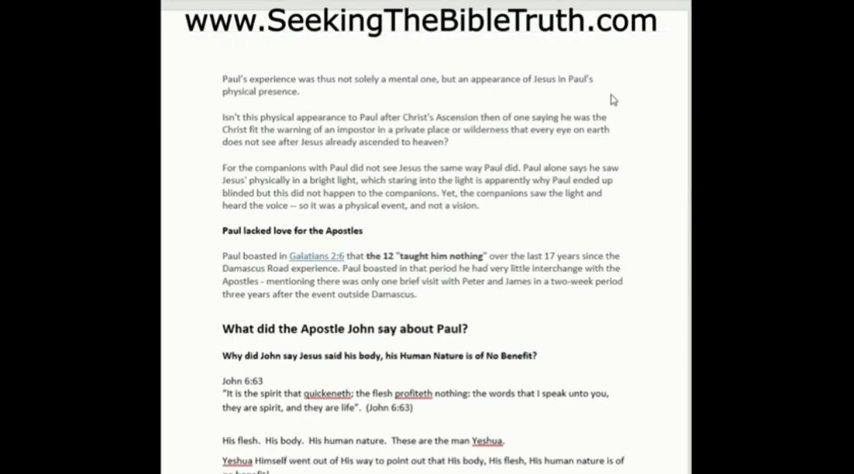 www.SeekingTheBibleTruth.com
Paul's experience was thus not solely a mental one, but an appearance of Jesus in Paul's
physical presence.
Isn't this physical appearance to Paul after Christ's Ascension then of one saying he was the
Christ fit the warning of an impostor in a private place or wilderness that every eye on earth
does not see after Jesus already ascended to heaven?
For the companions with Paul did not see Jesus the same way Paul did. Paul alone says he saw
Jesus' physically in a bright light, which staring into the light is apparently why Paul ended up
blinded but this did not happen to the companions. Yet, the companions saw the light and
heard the voice -- so it was a physical event, and not a vision.
Paul lacked love for the Apostles
Paul boasted in Galatians 2:6 that the 12 "taught him nothing" over the last 17 years since the
Damascus Road experience. Paul boasted in that period he had very little interchange with the
Apostles - mentioning there was only one brief visit with Peter and James in a two-week period
three years after the event outside Damascus.
What did the Apostle John say about Paul?
Why did John say Jesus said his body, his Human Nature is of No Benefit?
John 6:63
"It is the spirit that quickeneth; the flesh profiteth nothing: the words that I speak unto you,
they are spirit, and they are life". (John 6:63)
His flesh. His body. His human nature. These are the man Yeshua.
Yeshua Himself went out of His way to point out that His body, His flesh, His human nature is of
no benefit!